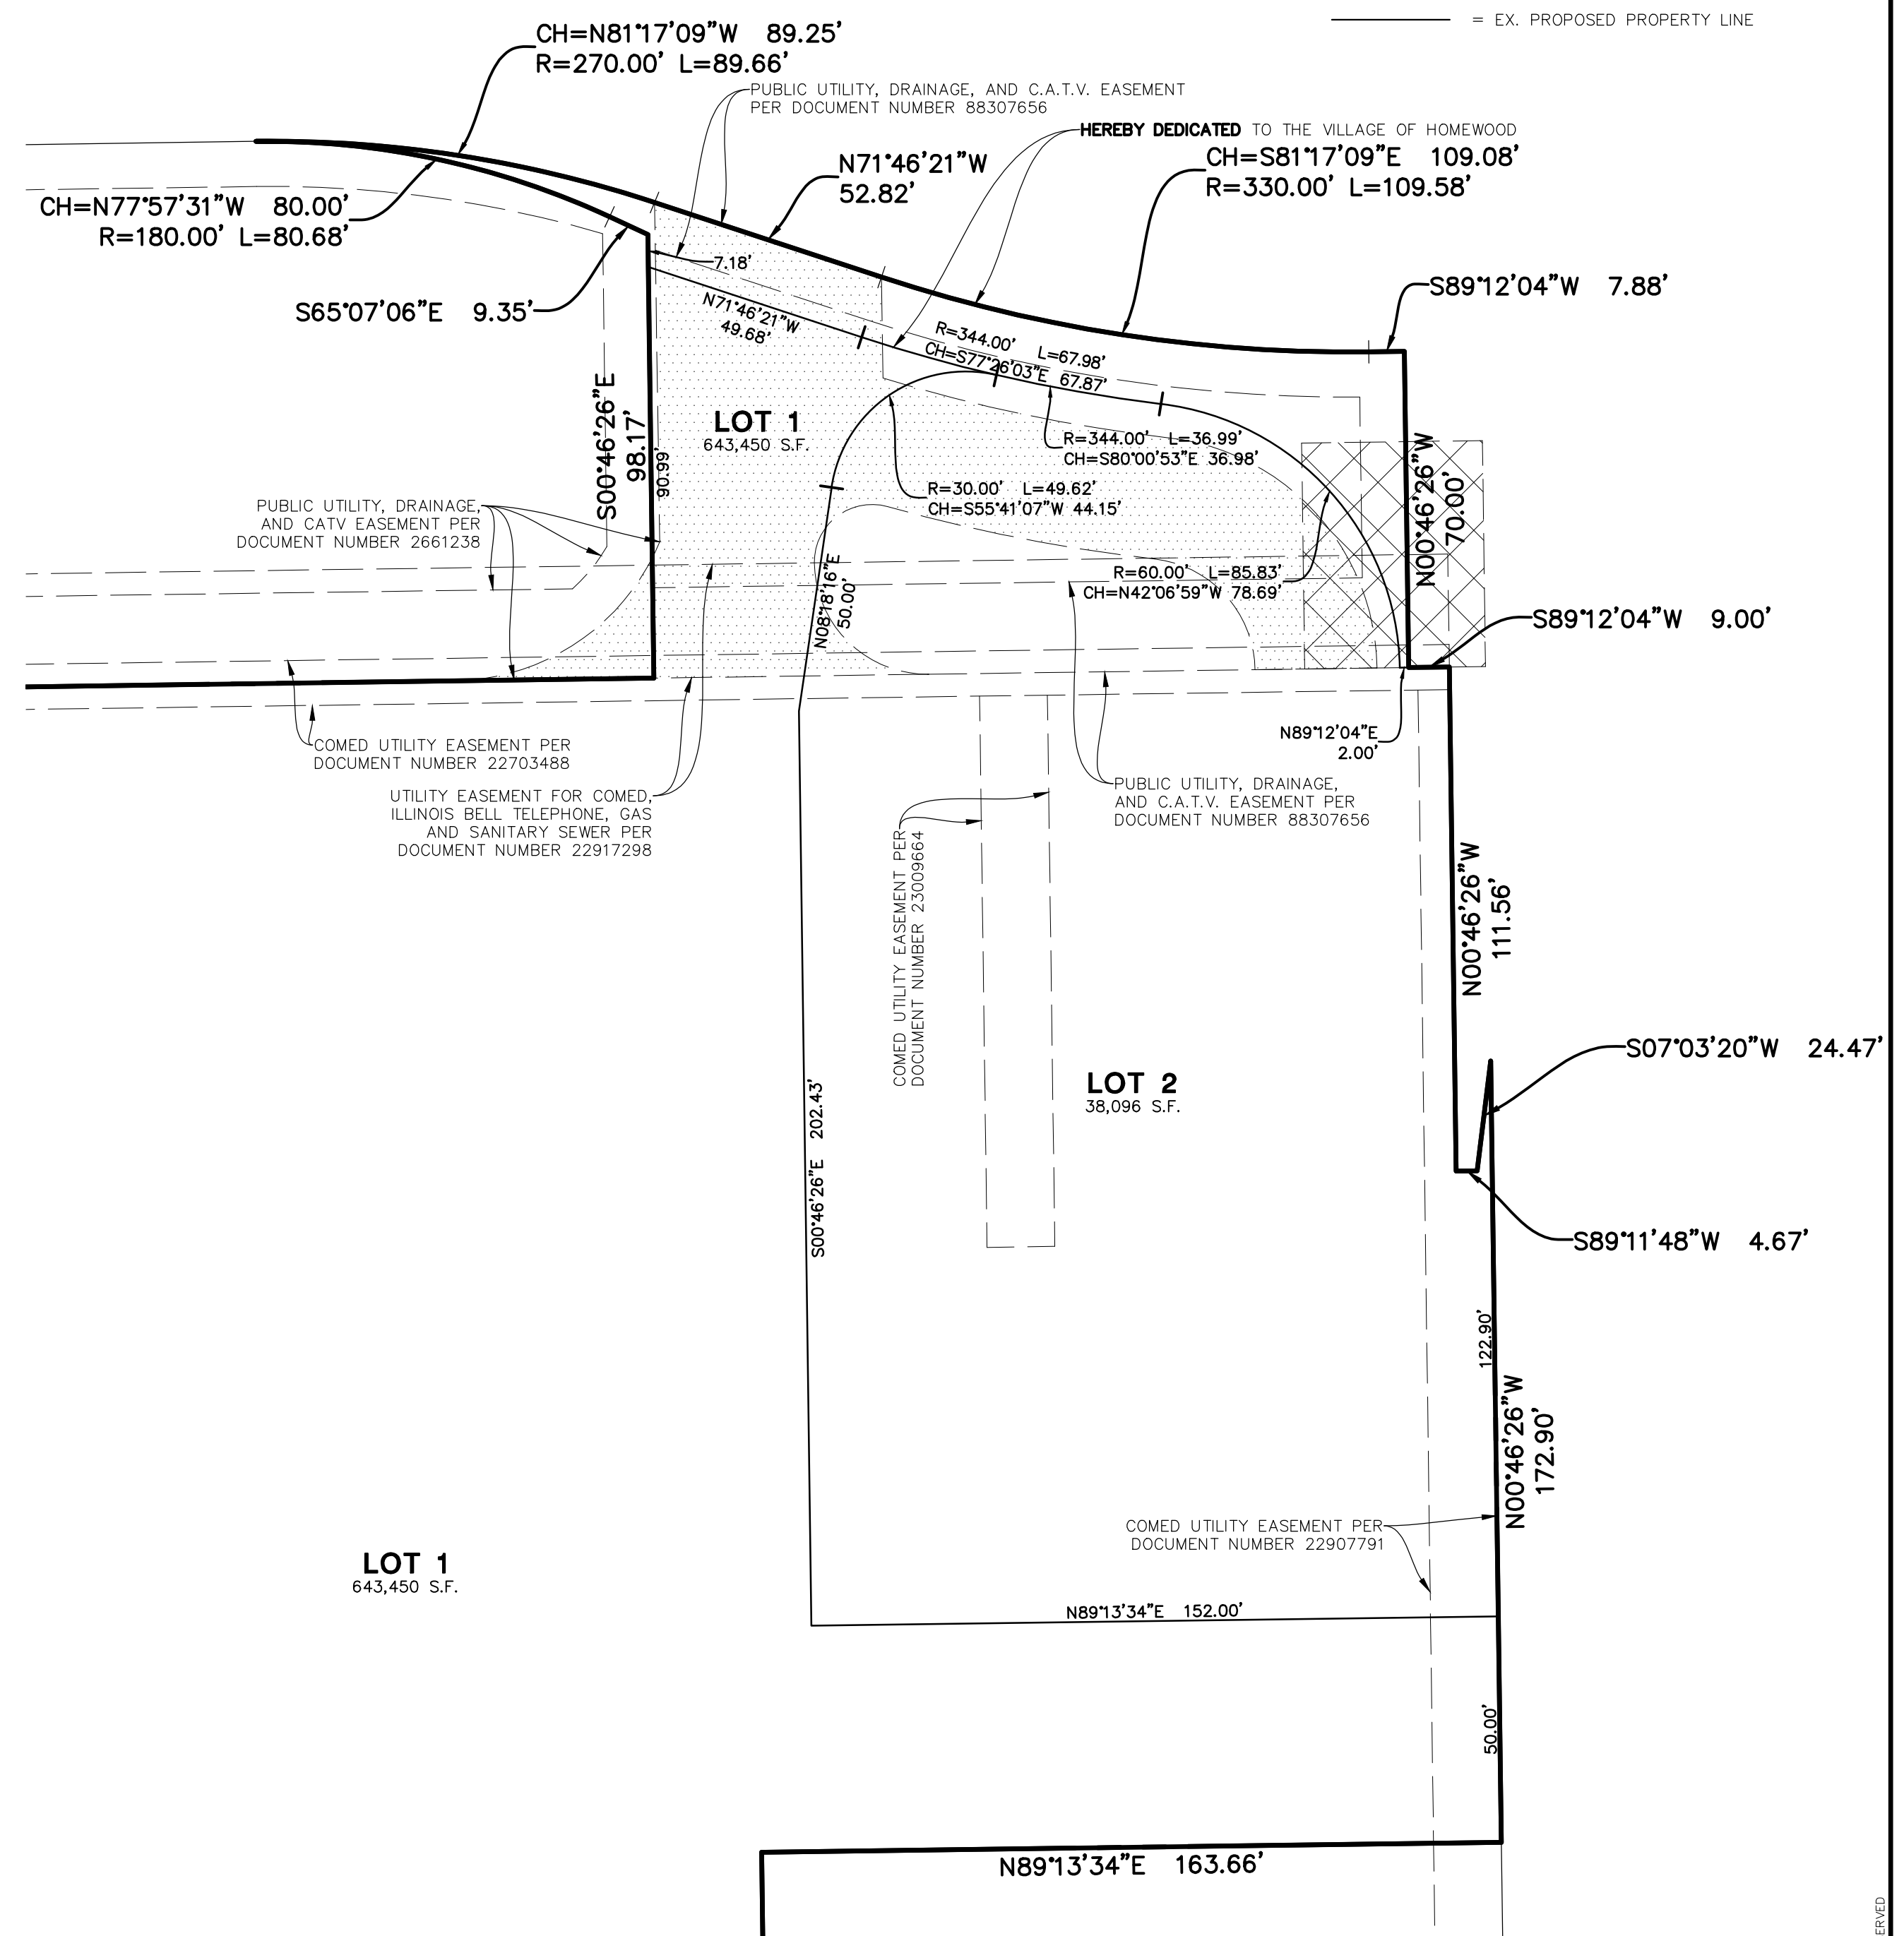 = EX. PROPOSED PROPERTY LINE
CH=N81°17'09"W 89.25'
R=270.00' L=89.66'
PUBLIC UTILITY, DRAINAGE, AND C.A.T.V. EASEMENT
PER DOCUMENT NUMBER 88307656
HEREBY DEDICATED TO THE VILLAGE OF HOMEWOOD
CH=S81°17'09"E 109.08'
R=330.00' L=109.58'
N71°46'21"W
52.82'
CH=N77°57'31"W 80.00'
R=180.00' L=80.68'
7.18'
S89°12'04"W 7.88'
S65°07'06"E 9.35'
N71°46'21"W
49.68'
R=344.00' L=67.98'
CH=S77°26'03"E 67.87'
S00°46'26"E
98.17'
90.99'
LOT 1
643,450 S.F.
R=344.00' L=36.99'
CH=S80°00'53"E 36.98'
R=30.00' L=49.62'
CH=S55°41'07"W 44.15'
N00°46'26"W
70.00'
PUBLIC UTILITY, DRAINAGE,
AND CATV EASEMENT PER
DOCUMENT NUMBER 2661238
R=60.00' L=85.83'
CH=N42°06'59"W 78.69'
N08°18'16"E
50.00'
S89°12'04"W 9.00'
N89°12'04"E
2.00'
COMED UTILITY EASEMENT PER
DOCUMENT NUMBER 22703488
UTILITY EASEMENT FOR COMED,
ILLINOIS BELL TELEPHONE, GAS
AND SANITARY SEWER PER
DOCUMENT NUMBER 22917298
PUBLIC UTILITY, DRAINAGE,
AND C.A.T.V. EASEMENT PER
DOCUMENT NUMBER 88307656
COMED UTILITY EASEMENT PER
DOCUMENT NUMBER 23009664
N00°46'26"W
111.56'
S07°03'20"W 24.47'
LOT 2
38,096 S.F.
S00°46'26"E 202.43'
S89°11'48"W 4.67'
122.90'
N00°46'26"W
172.90'
COMED UTILITY EASEMENT PER
DOCUMENT NUMBER 22907791
LOT 1
643,450 S.F.
N89°13'34"E 152.00'
50.00'
N89°13'34"E 163.66'
ERVED